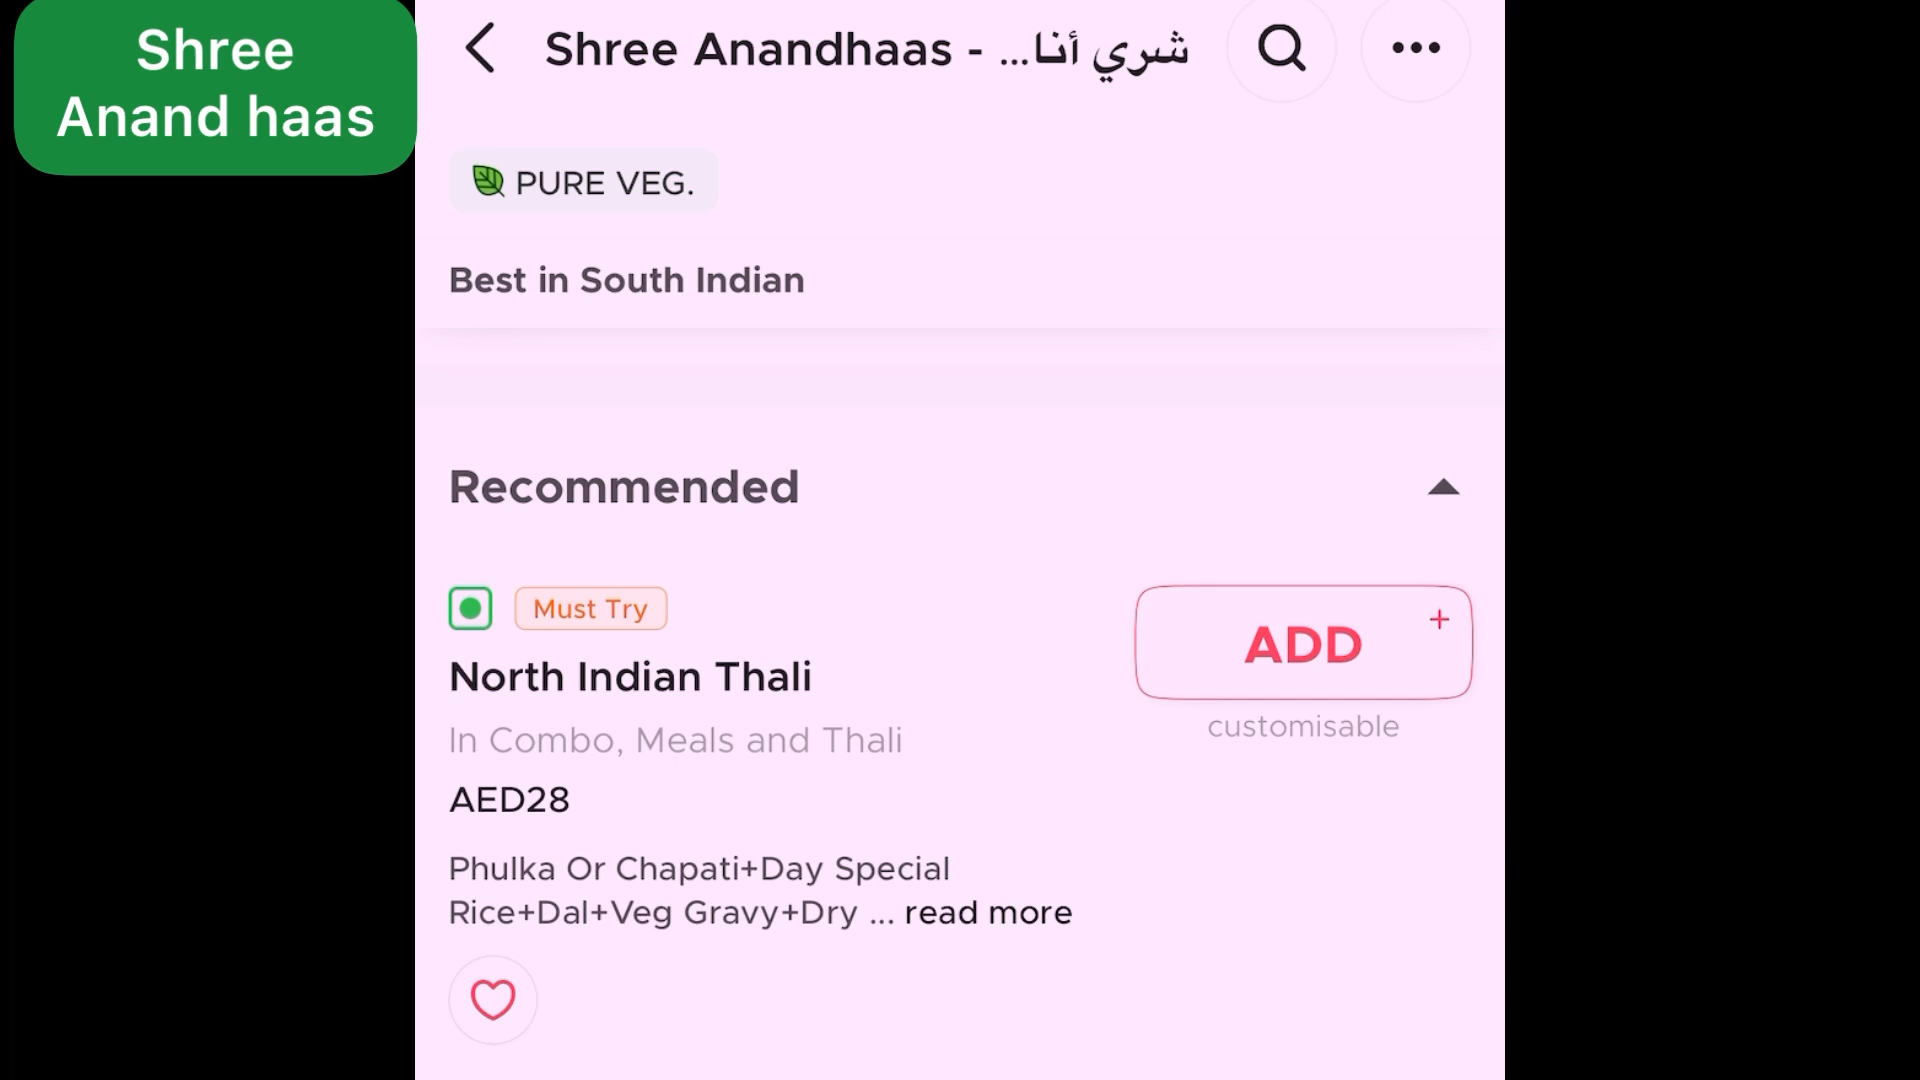 Shree
Anand haas
Shree Anandhaas - شري أنا...
PURE VEG.
Best in South Indian
Recommended
Must Try
North Indian Thali
In Combo, Meals and Thali
AED28
Phulka Or Chapati+Day Special
Rice+Dal+Veg Gravy+Dry ... read more
ADD +
customisable